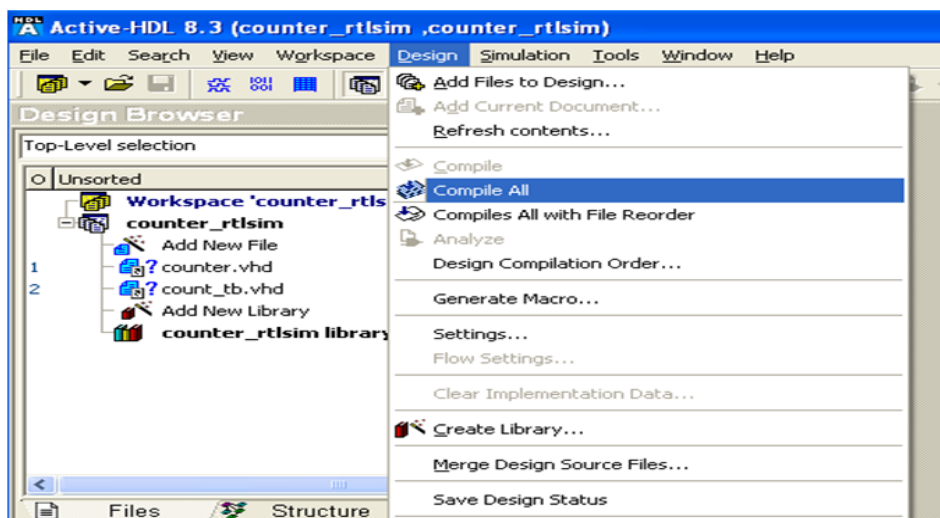 Active-HDL 8.3 (counter_rtlsim ,counter_rtlsim)
File Edit Search View Workspace Design Simulation Tools Window Help
Design Browser
Top-Level selection
O Unsorted
Workspace 'counter_rtls
counter_rtlsim
Add New File
1 ? counter.vhd
2 ? count_tb.vhd
Add New Library
counter_rtlsim library
Files Structure
Add Files to Design...
Add Current Document...
Refresh contents...
Compile
Compile All
Compiles All with File Reorder
Analyze
Design Compilation Order...
Generate Macro...
Settings...
Flow Settings...
Clear Implementation Data...
Create Library...
Merge Design Source Files...
Save Design Status